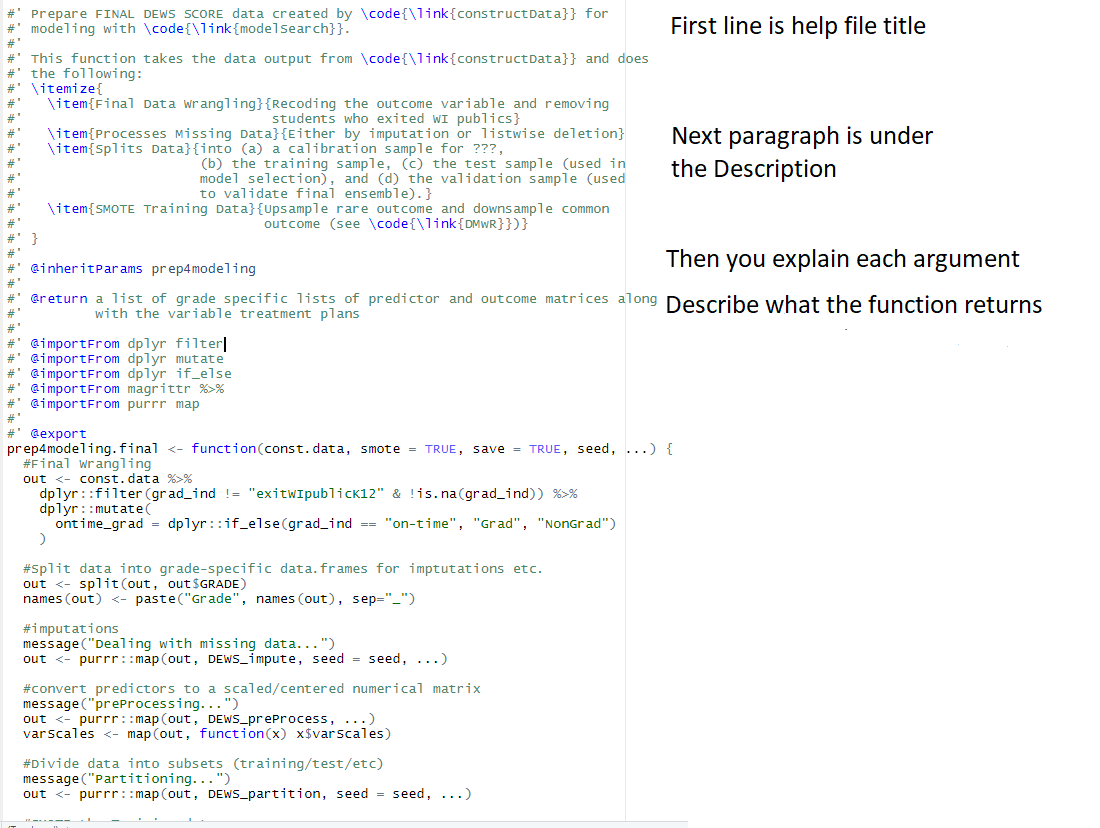 #' Prepare FINAL DEWS SCORE data created by \code{\link{constructData}} for
#' modeling with \code{\link{modelSearch}}.
#'
#' This function takes the data output from \code{\link{constructData}} and does
#' the following:
#' \itemize{
#'   \item{Final Data Wrangling}{Recoding the outcome variable and removing
#'                               students who exited WI publics}
#'   \item{Processes Missing Data}{Either by imputation or listwise deletion}
#'   \item{Splits Data}{into (a) a calibration sample for ???,
#'                      (b) the training sample, (c) the test sample (used in
#'                      model selection), and (d) the validation sample (used
#'                      to validate final ensemble).}
#'   \item{SMOTE Training Data}{Upsample rare outcome and downsample common
#'                              outcome (see \code{\link{DMwR}})}
#' }
#'
#' @inheritParams prep4modeling
#'
#' @return a list of grade specific lists of predictor and outcome matrices along
#'         with the variable treatment plans
#'
#' @importFrom dplyr filter
#' @importFrom dplyr mutate
#' @importFrom dplyr if_else
#' @importFrom magrittr %>%
#' @importFrom purrr map
#'
#' @export
prep4modeling.final <- function(const.data, smote = TRUE, save = TRUE, seed, ...) {
  #Final Wrangling
  out <- const.data %>%
    dplyr::filter(grad_ind != "exitWIpublicK12" & !is.na(grad_ind)) %>%
    dplyr::mutate(
      ontime_grad = dplyr::if_else(grad_ind == "on-time", "Grad", "NonGrad")
    )
  #Split data into grade-specific data.frames for imptutations etc.
  out <- split(out, out$GRADE)
  names(out) <- paste("Grade", names(out), sep="_")
  #imputations
  message("Dealing with missing data...")
  out <- purrr::map(out, DEWS_impute, seed = seed, ...)
  #convert predictors to a scaled/centered numerical matrix
  message("preProcessing...")
  out <- purrr::map(out, DEWS_preProcess, ...)
  varScales <- map(out, function(x) x$varScales)
  #Divide data into subsets (training/test/etc)
  message("Partitioning...")
  out <- purrr::map(out, DEWS_partition, seed = seed, ...)
First line is help file title
Next paragraph is under
the Description
Then you explain each argument
Describe what the function returns